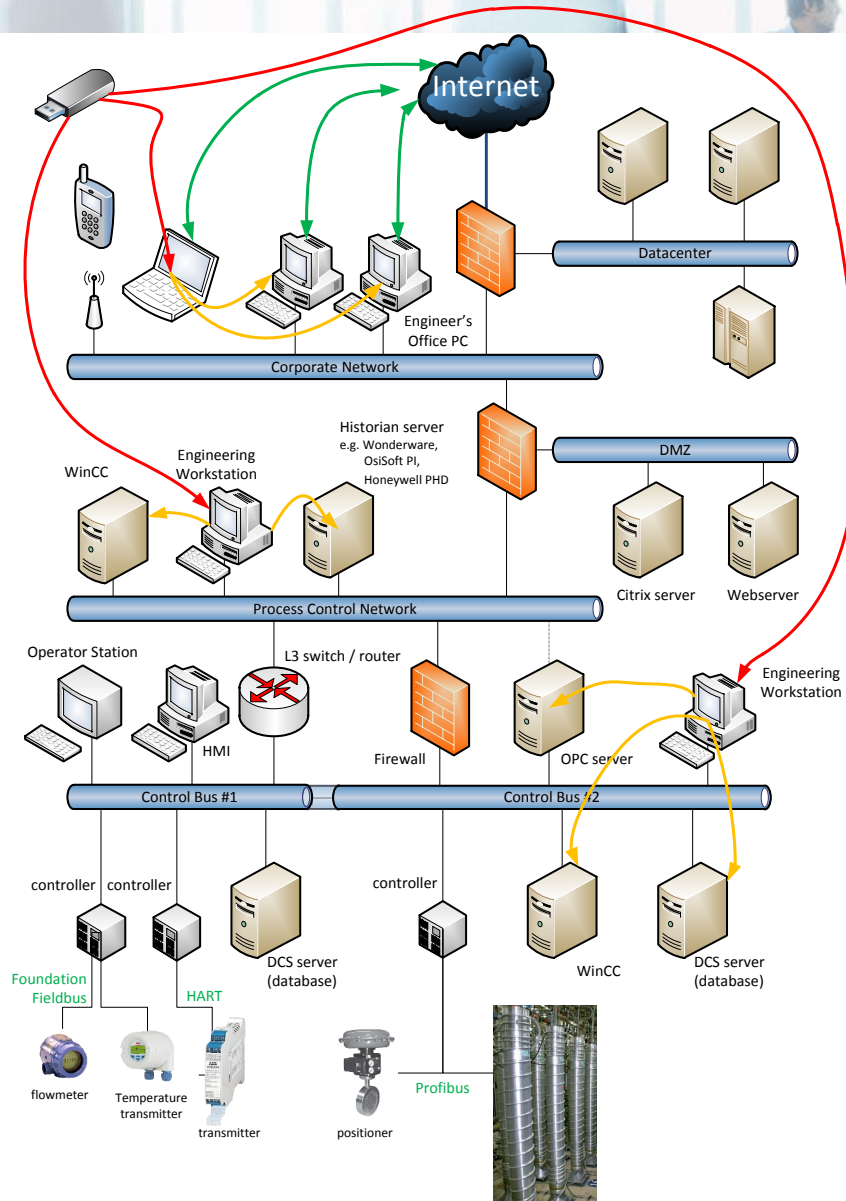 Internet
Datacenter
Engineer's
Office PC
Corporate Network
Historian server
e.g. Wonderware,
OsiSoft PI,
Honeywell PHD
Engineering
Workstation
WinCC
DMZ
Citrix server
Webserver
Process Control Network
Operator Station
L3 switch / router
Engineering
Workstation
HMI
Firewall
OPC server
Control Bus #1
Control Bus #2
controller
controller
controller
DCS server
(database)
WinCC
DCS server
(database)
Foundation
Fieldbus
HART
flowmeter
Temperature
transmitter
transmitter
positioner
Profibus